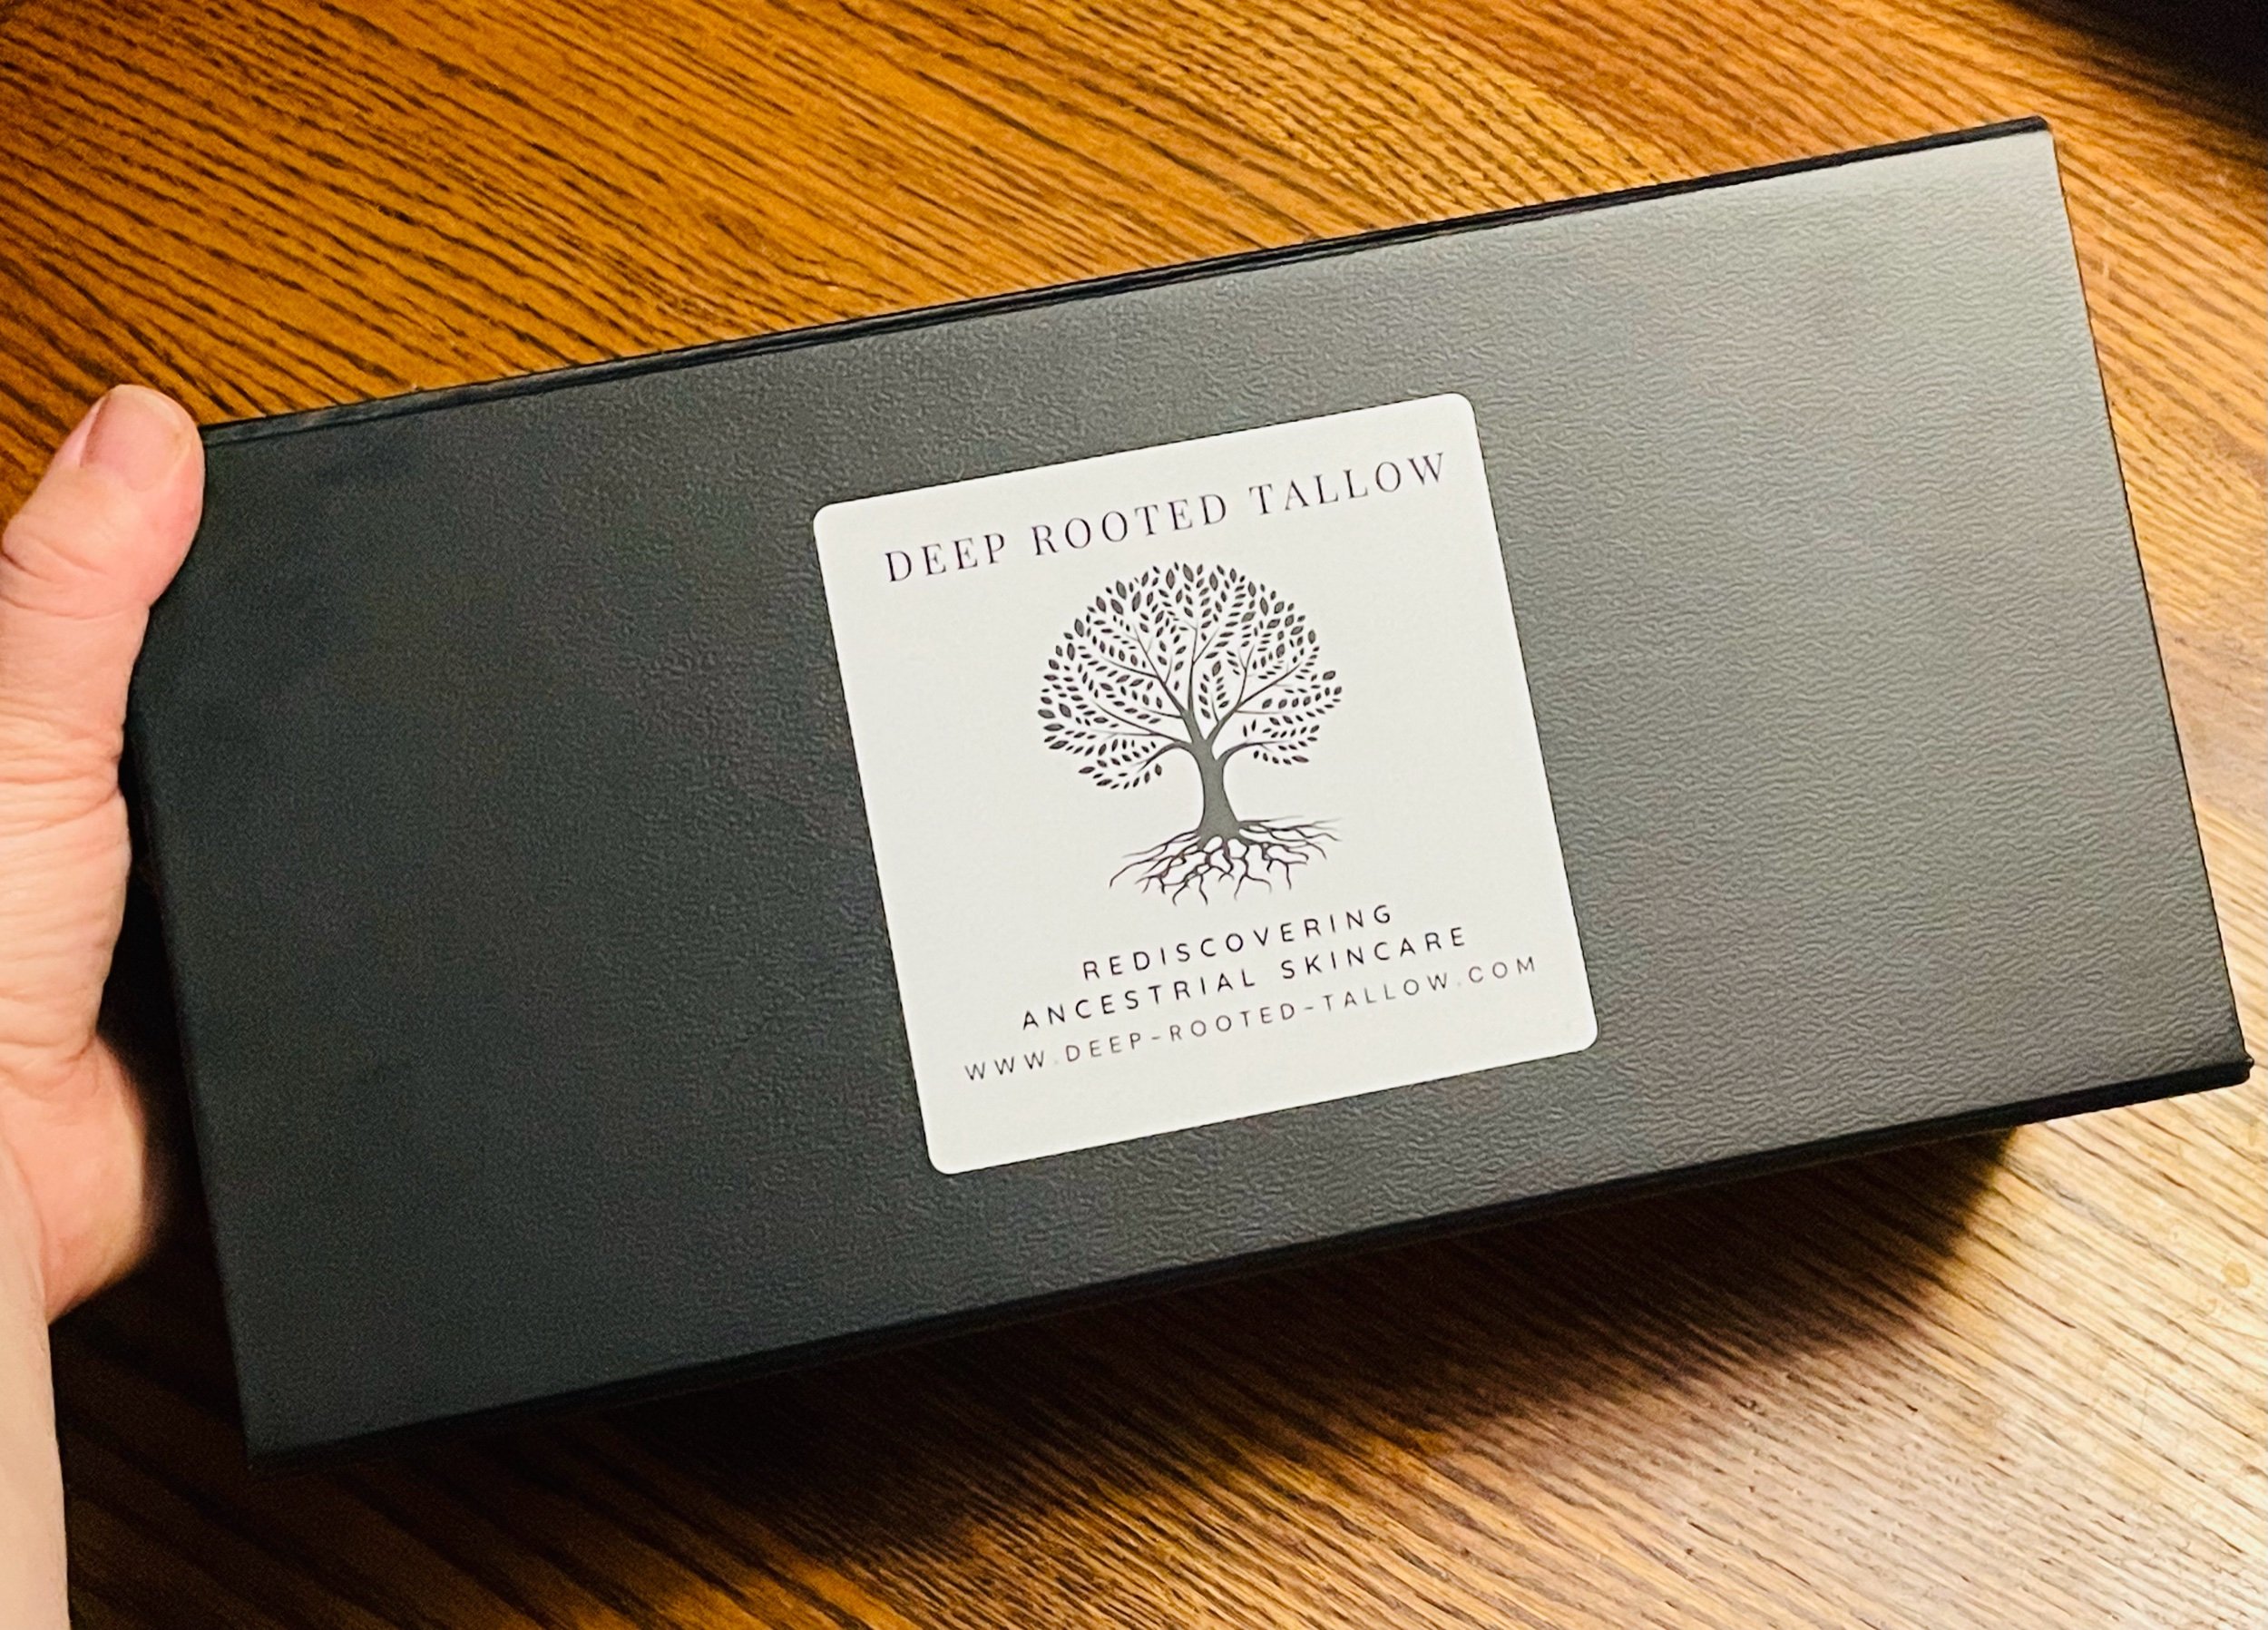 DEEP ROOTED TALLOW
REDISCOVERING
ANCESTRIAL SKINCARE
WWW.DEEP-ROOTED-TALLOW.COM